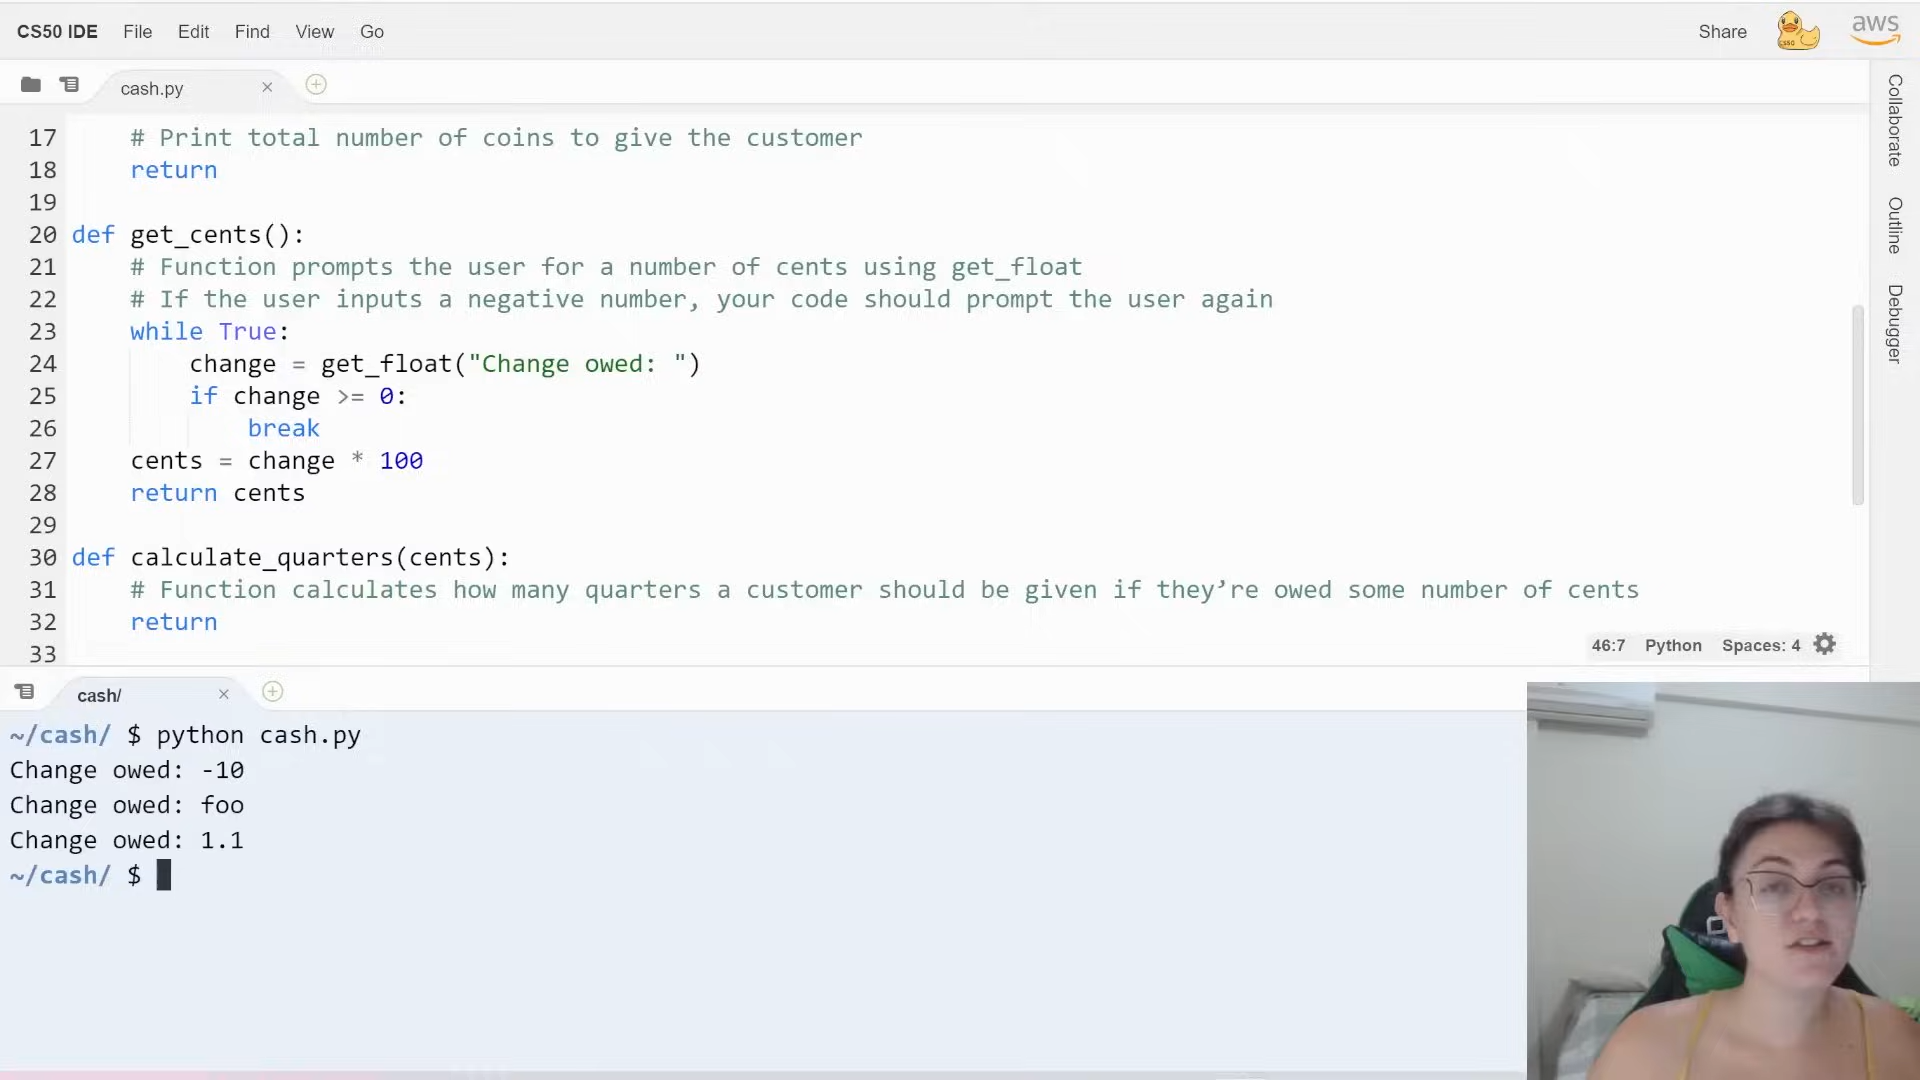 CS50 IDE File Edit Find View Go Share aws
cash.py
Collaborate
Outline
Debugger
17 # Print total number of coins to give the customer
18 return
19
20 def get_cents():
21 # Function prompts the user for a number of cents using get_float
22 # If the user inputs a negative number, your code should prompt the user again
23 while True:
24 change = get_float("Change owed: ")
25 if change >= 0:
26 break
27 cents = change * 100
28 return cents
29
30 def calculate_quarters(cents):
31 # Function calculates how many quarters a customer should be given if they’re owed some number of cents
32 return
33
46:7 Python Spaces: 4
cash/
~/cash/ $ python cash.py
Change owed: -10
Change owed: foo
Change owed: 1.1
~/cash/ $